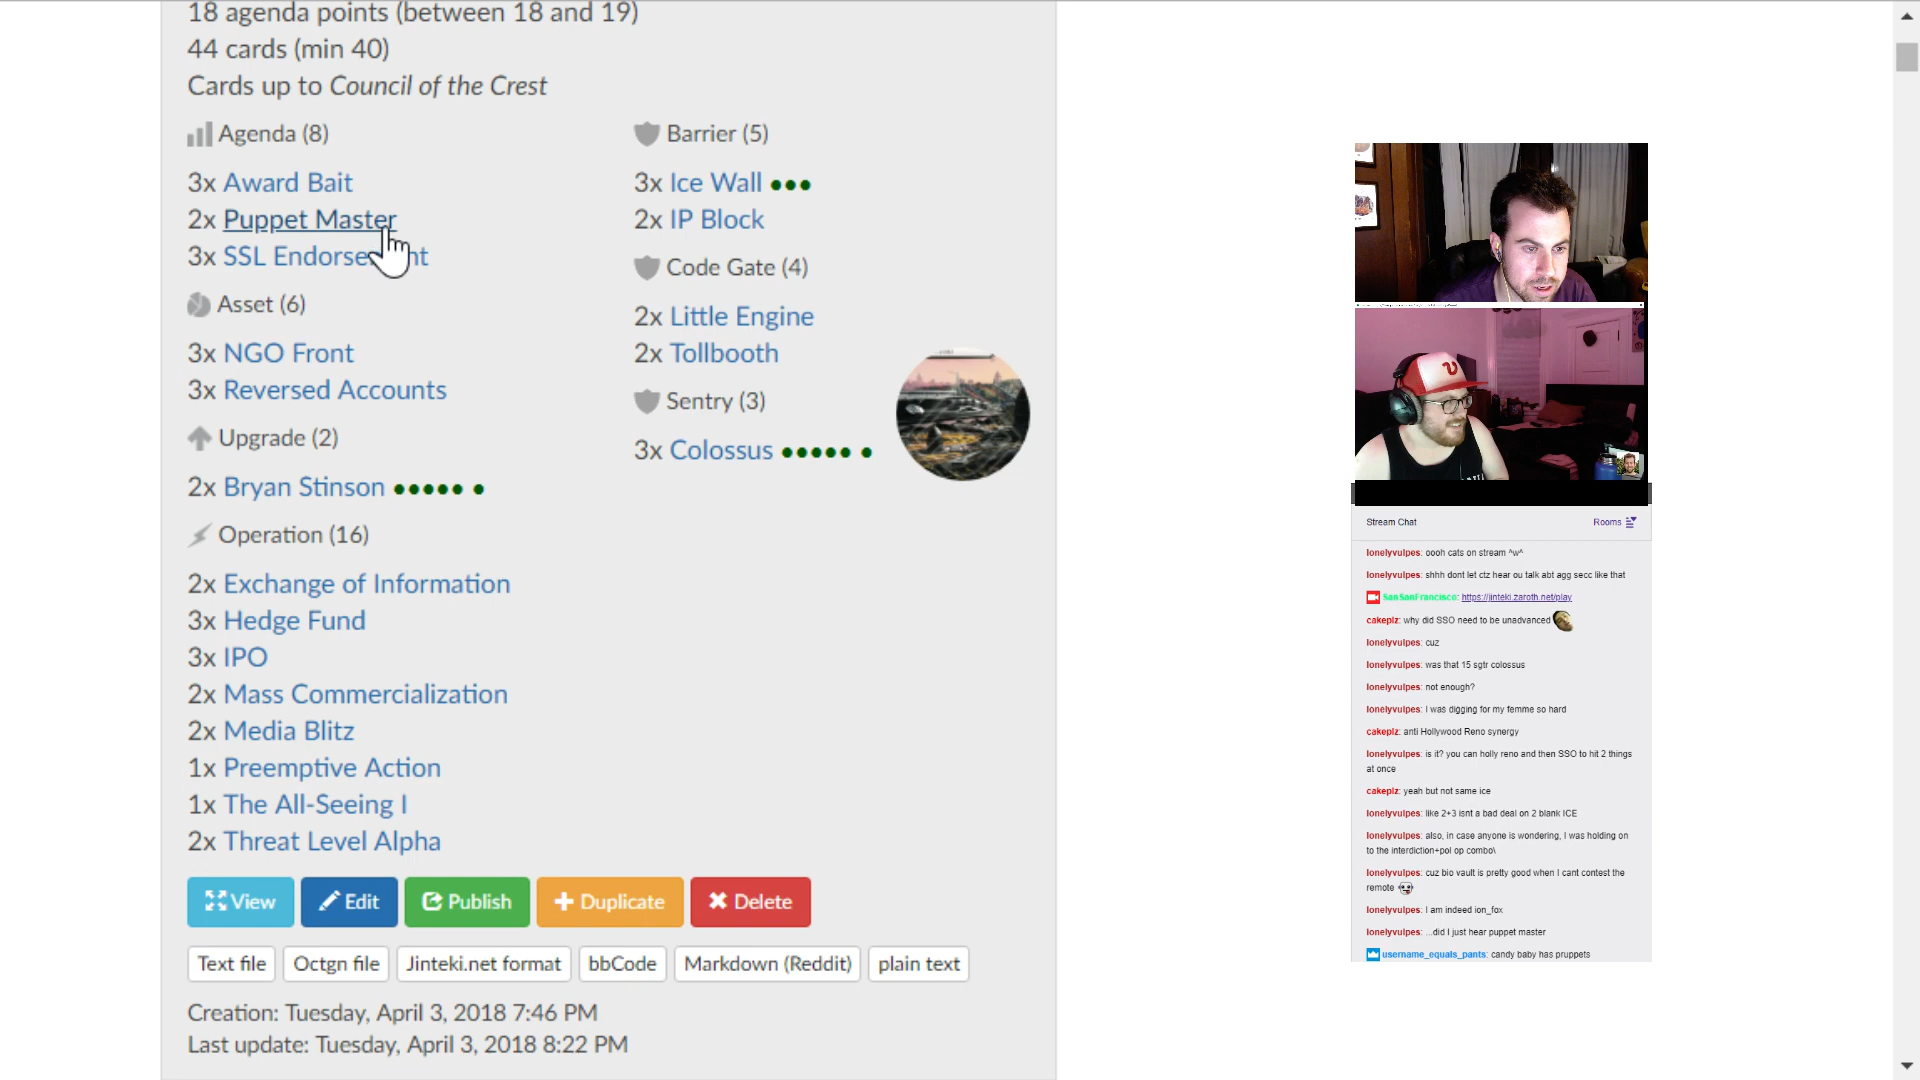 18 agenda points (between 18 and 19)
44 cards (min 40)
Cards up to Council of the Crest
Agenda (8)
3x Award Bait
2x Puppet Master
3x SSL Endorse nt
Asset (6)
3x NGO Front
3x Reversed Accounts
Upgrade (2)
2x Bryan Stinson ●●●●● ●
Operation (16)
2x Exchange of Information
3x Hedge Fund
3x IPO
2x Mass Commercialization
2x Media Blitz
1x Preemptive Action
1x The All-Seeing I
2x Threat Level Alpha
Barrier (5)
3x Ice Wall ●●●
2x IP Block
Code Gate (4)
2x Little Engine
2x Tollbooth
Sentry (3)
3x Colossus ●●●●● ●
View
Edit
Publish
Duplicate
Delete
Text file
Octgn file
Jinteki.net format
bbCode
Markdown (Reddit)
plain text
Creation: Tuesday, April 3, 2018 7:46 PM
Last update: Tuesday, April 3, 2018 8:22 PM
Stream Chat
Rooms
lonelyvulpes: oooh cats on stream ^w^
lonelyvulpes: shhh dont let ctz hear ou talk abt agg secc like that
SanSanFrancisco: https://jinteki.zaroth.net/play
cakeplz: why did SSO need to be unadvanced
lonelyvulpes: cuz
lonelyvulpes: was that 15 sgtr colossus
lonelyvulpes: not enough?
lonelyvulpes: I was digging for my femme so hard
cakeplz: anti Hollywood Reno synergy
lonelyvulpes: is it? you can holly reno and then SSO to hit 2 things
at once
cakeplz: yeah but not same ice
lonelyvulpes: like 2+3 isnt a bad deal on 2 blank ICE
lonelyvulpes: also, in case anyone is wondering, I was holding on
to the interdiction+pol op combo\
lonelyvulpes: cuz bio vault is pretty good when I cant contest the
remote
lonelyvulpes: I am indeed ion_fox
lonelyvulpes: ...did I just hear puppet master
username_equals_pants: candy baby has pruppets